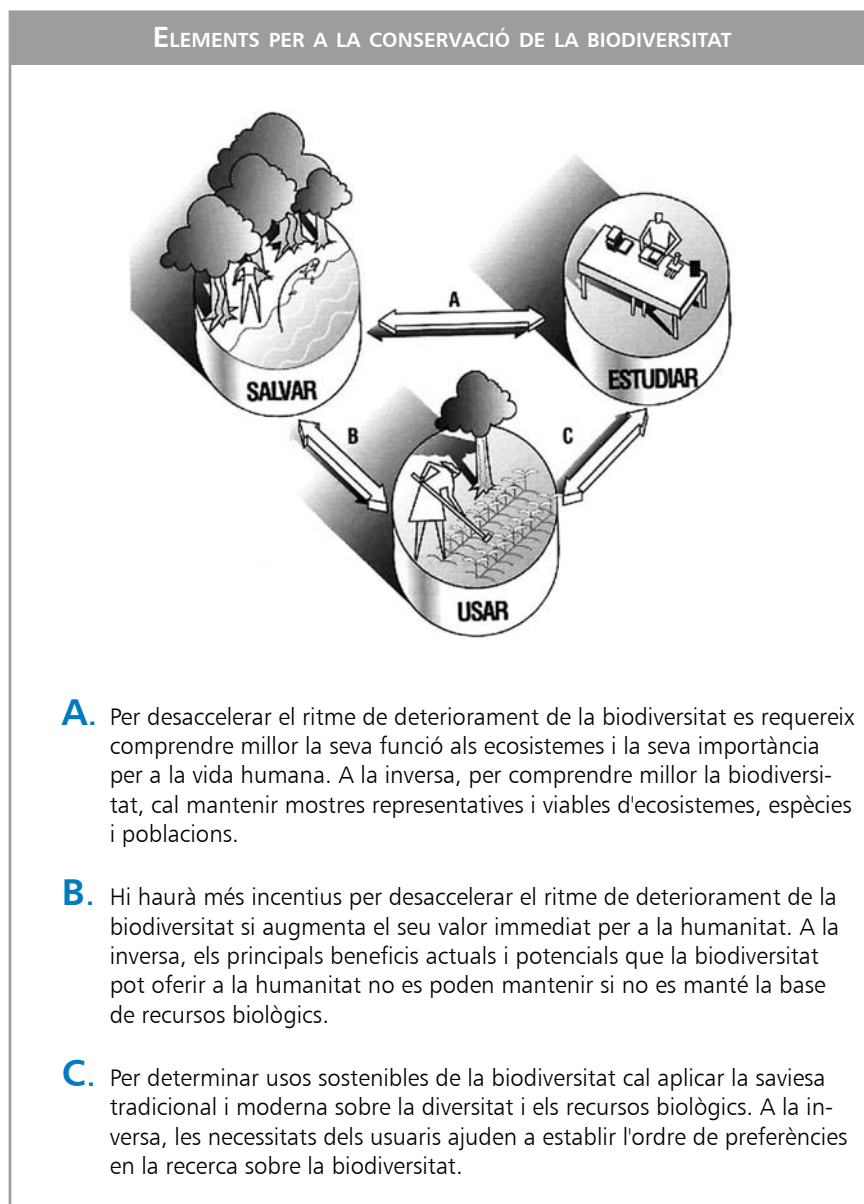 ELEMENTS PER A LA CONSERVACIÓ DE LA BIODIVERSITAT
A
SALVAR
ESTUDIAR
B
C
USAR
A. Per desaccelerar el ritme de deteriorament de la biodiversitat es requereix
comprendre millor la seva funció als ecosistemes i la seva importància
per a la vida humana. A la inversa, per comprendre millor la biodiversi-
tat, cal mantenir mostres representatives i viables d'ecosistemes, espècies
i poblacions.
B. Hi haurà més incentius per desaccelerar el ritme de deteriorament de la
biodiversitat si augmenta el seu valor immediat per a la humanitat. A la
inversa, els principals beneficis actuals i potencials que la biodiversitat
pot oferir a la humanitat no es poden mantenir si no es manté la base
de recursos biològics.
C. Per determinar usos sostenibles de la biodiversitat cal aplicar la saviesa
tradicional i moderna sobre la diversitat i els recursos biològics. A la in-
versa, les necessitats dels usuaris ajuden a establir l'ordre de preferències
en la recerca sobre la biodiversitat.